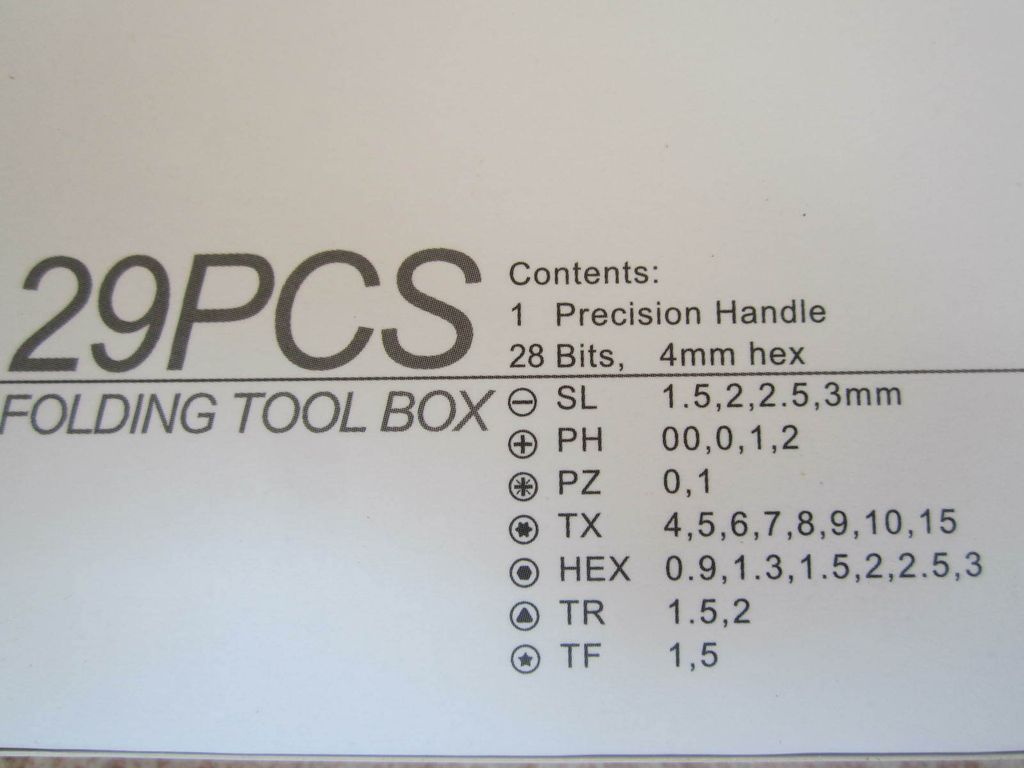 29PCS
FOLDING TOOL BOX
Contents:
1 Precision Handle
28 Bits, 4mm hex
SL 1.5,2,2.5,3mm
PH 00,0,1,2
PZ 0,1
TX 4,5,6,7,8,9,10,15
HEX 0.9,1.3,1.5,2,2.5,3
TR 1.5,2
TF 1,5